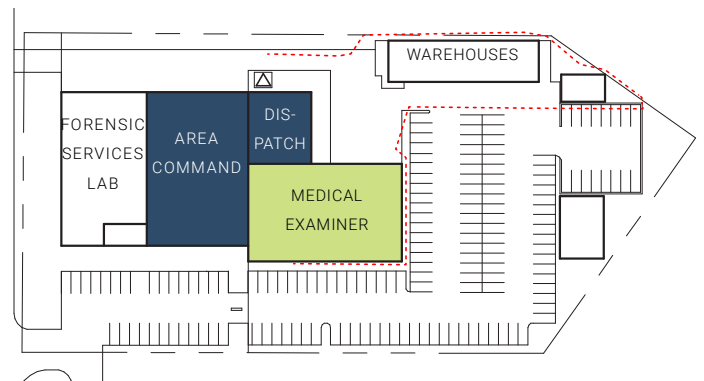 WAREHOUSES
FORENSIC
SERVICES
LAB
AREA
COMMAND
DIS-
PATCH
MEDICAL
EXAMINER